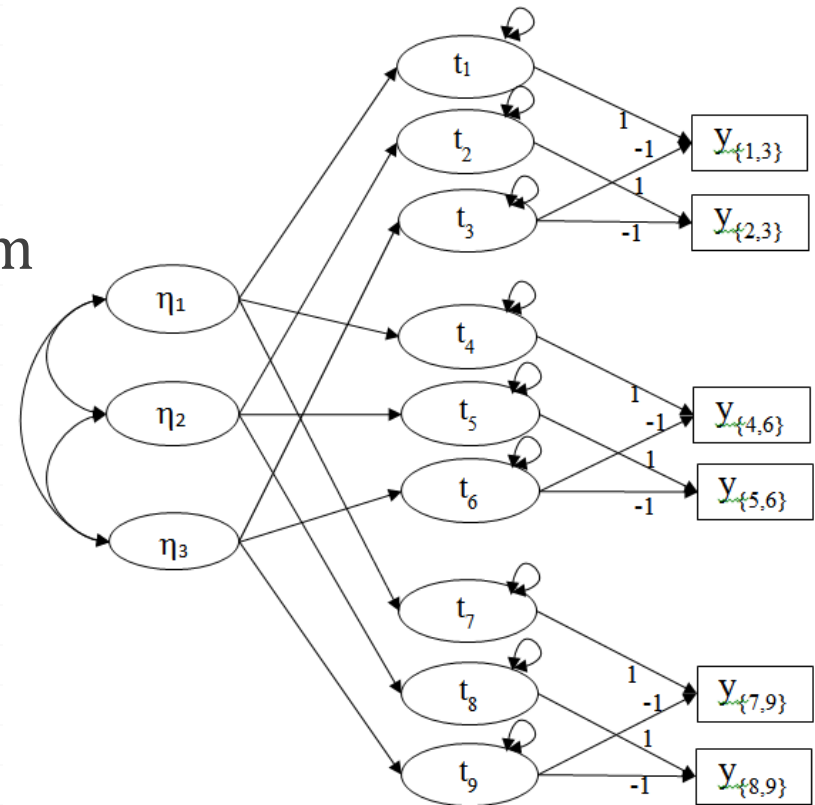 m
η1
η2
η3
t1
t2
t3
t4
t5
t6
t7
t8
t9
1
-1
1
-1
1
-1
1
-1
1
-1
1
-1
y{1,3}
y{2,3}
y{4,6}
y{5,6}
y{7,9}
y{8,9}